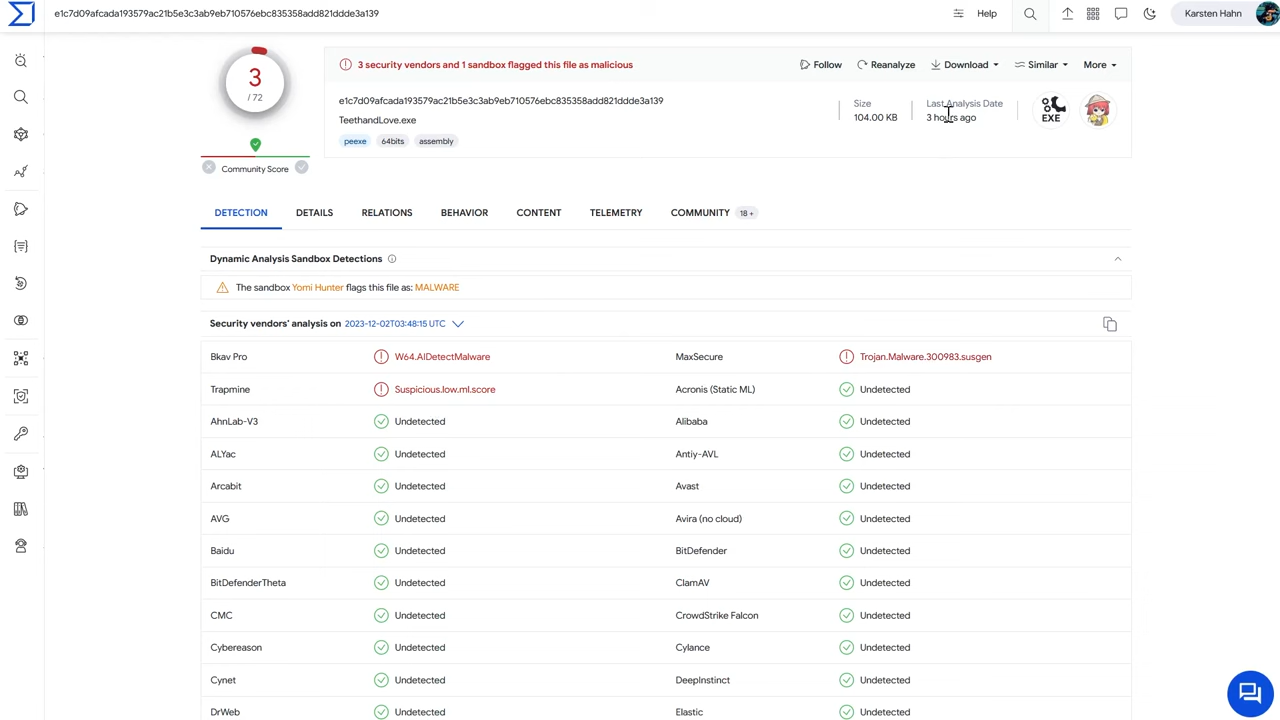 e1c7d09afcada193579ac21b5e3c3ab9eb710576ebc835358add821ddde3a139
Help
Karsten Hahn
3
/ 72
Community Score
3 security vendors and 1 sandbox flagged this file as malicious
Follow
Reanalyze
Download
Similar
More
e1c7d09afcada193579ac21b5e3c3ab9eb710576ebc835358add821ddde3a139
TeethandLove.exe
peexe 64bits assembly
Size
104.00 KB
Last Analysis Date
3 hours ago
EXE
DETECTION DETAILS RELATIONS BEHAVIOR CONTENT TELEMETRY COMMUNITY 18 +
Dynamic Analysis Sandbox Detections
The sandbox Yomi Hunter flags this file as: MALWARE
Security vendors' analysis on 2023-12-02T03:48:15 UTC
Bkav Pro W64.AIDetectMalware MaxSecure Trojan.Malware.300983.susgen
Trapmine Suspicious.low.ml.score Acronis (Static ML) Undetected
AhnLab-V3 Undetected Alibaba Undetected
ALYac Undetected Antiy-AVL Undetected
Arcabit Undetected Avast Undetected
AVG Undetected Avira (no cloud) Undetected
Baidu Undetected BitDefender Undetected
BitDefenderTheta Undetected ClamAV Undetected
CMC Undetected CrowdStrike Falcon Undetected
Cybereason Undetected Cylance Undetected
Cynet Undetected DeepInstinct Undetected
DrWeb Undetected Elastic Undetected